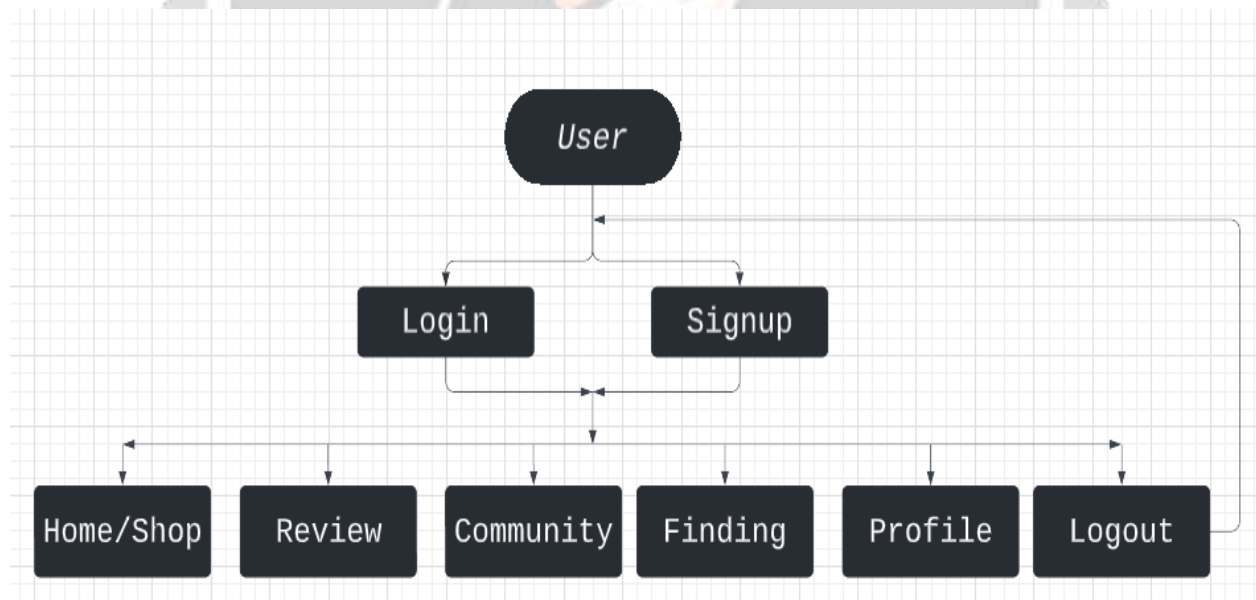 User
Login
Signup
Home/Shop
Review
Community
Finding
Profile
Logout